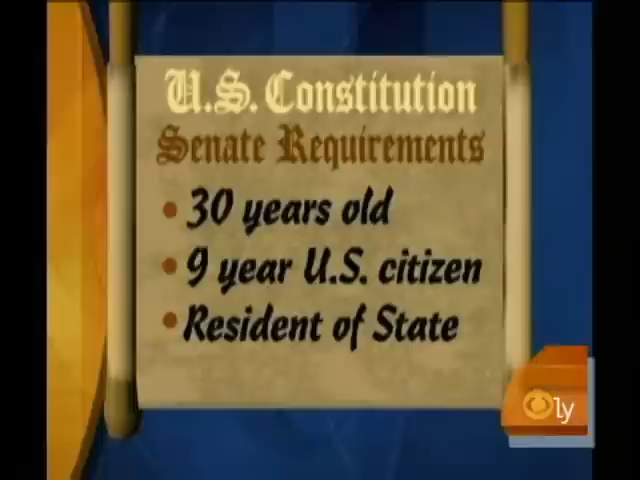 U.S. Constitution
Senate Requirements
• 30 years old
• 9 year U.S. citizen
• Resident of State
ly